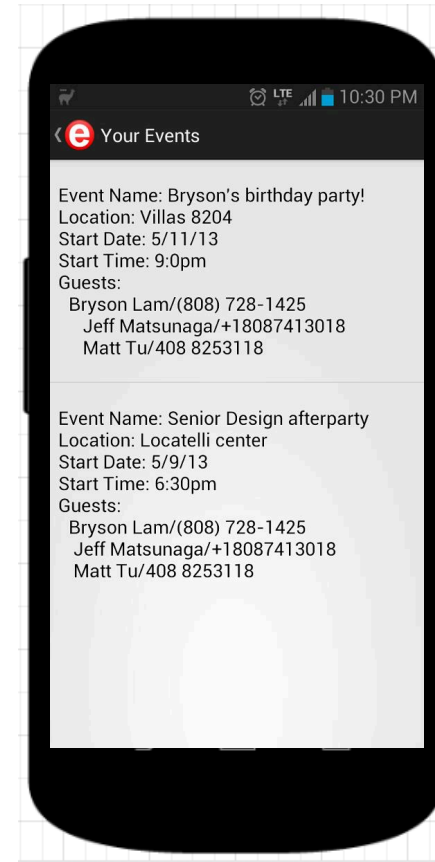 LTE 10:30 PM
e Your Events
Event Name: Bryson's birthday party!
Location: Villas 8204
Start Date: 5/11/13
Start Time: 9:0pm
Guests:
Bryson Lam/(808) 728-1425
Jeff Matsunaga/+18087413018
Matt Tu/408 8253118
Event Name: Senior Design afterparty
Location: Locatelli center
Start Date: 5/9/13
Start Time: 6:30pm
Guests:
Bryson Lam/(808) 728-1425
Jeff Matsunaga/+18087413018
Matt Tu/408 8253118